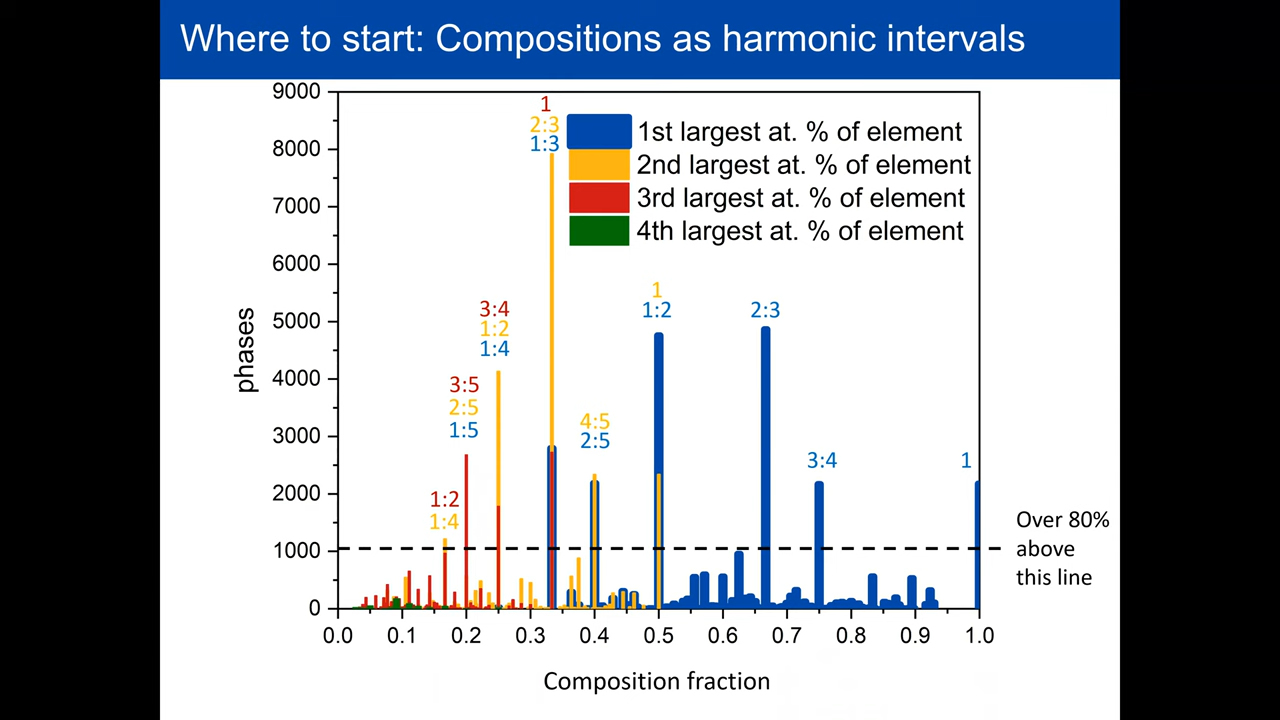 Where to start: Compositions as harmonic intervals
9000
8000
7000
6000
5000
4000
3000
2000
1000
0
phases
1
2:3
1:3
1st largest at. % of element
2nd largest at. % of element
3rd largest at. % of element
4th largest at. % of element
1
1:2
2:3
3:4
1:2
1:4
3:5
2:5
1:5
4:5
2:5
3:4
1
1:2
1:4
Over 80%
above
this line
0.0 0.1 0.2 0.3 0.4 0.5 0.6 0.7 0.8 0.9 1.0
Composition fraction